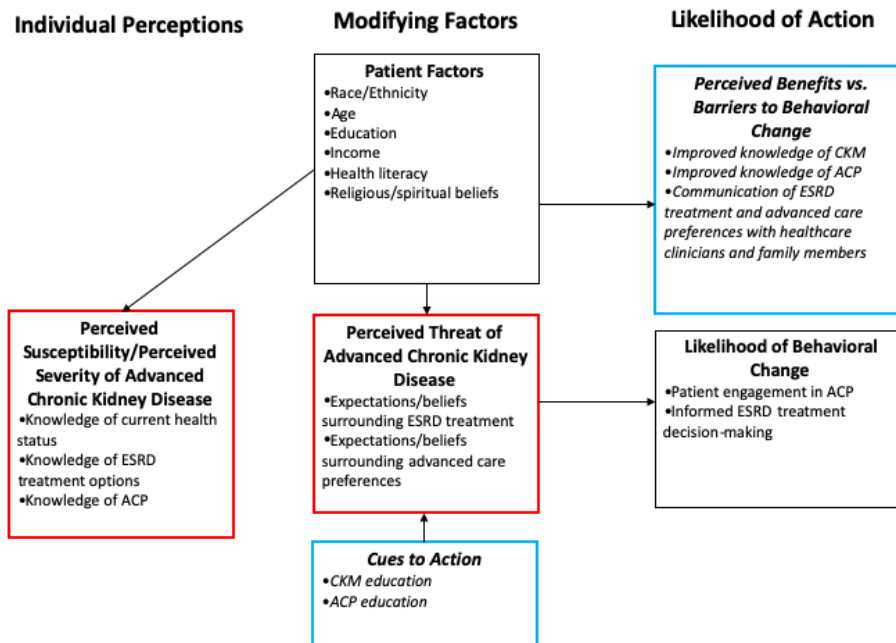 Individual Perceptions
Modifying Factors
Likelihood of Action
Patient Factors
•Race/Ethnicity
•Age
•Education
•Income
•Health literacy
•Religious/spiritual beliefs
Perceived Benefits vs.
Barriers to Behavioral
Change
•Improved knowledge of CKM
•Improved knowledge of ACP
•Communication of ESRD
treatment and advanced care
preferences with healthcare
clinicians and family members
Perceived
Susceptibility/Perceived
Severity of Advanced
Chronic Kidney Disease
•Knowledge of current health
status
•Knowledge of ESRD
treatment options
•Knowledge of ACP
Perceived Threat of
Advanced Chronic Kidney
Disease
•Expectations/beliefs
surrounding ESRD treatment
•Expectations/beliefs
surrounding advanced care
preferences
Likelihood of Behavioral
Change
•Patient engagement in ACP
•Informed ESRD treatment
decision-making
Cues to Action
•CKM education
•ACP education